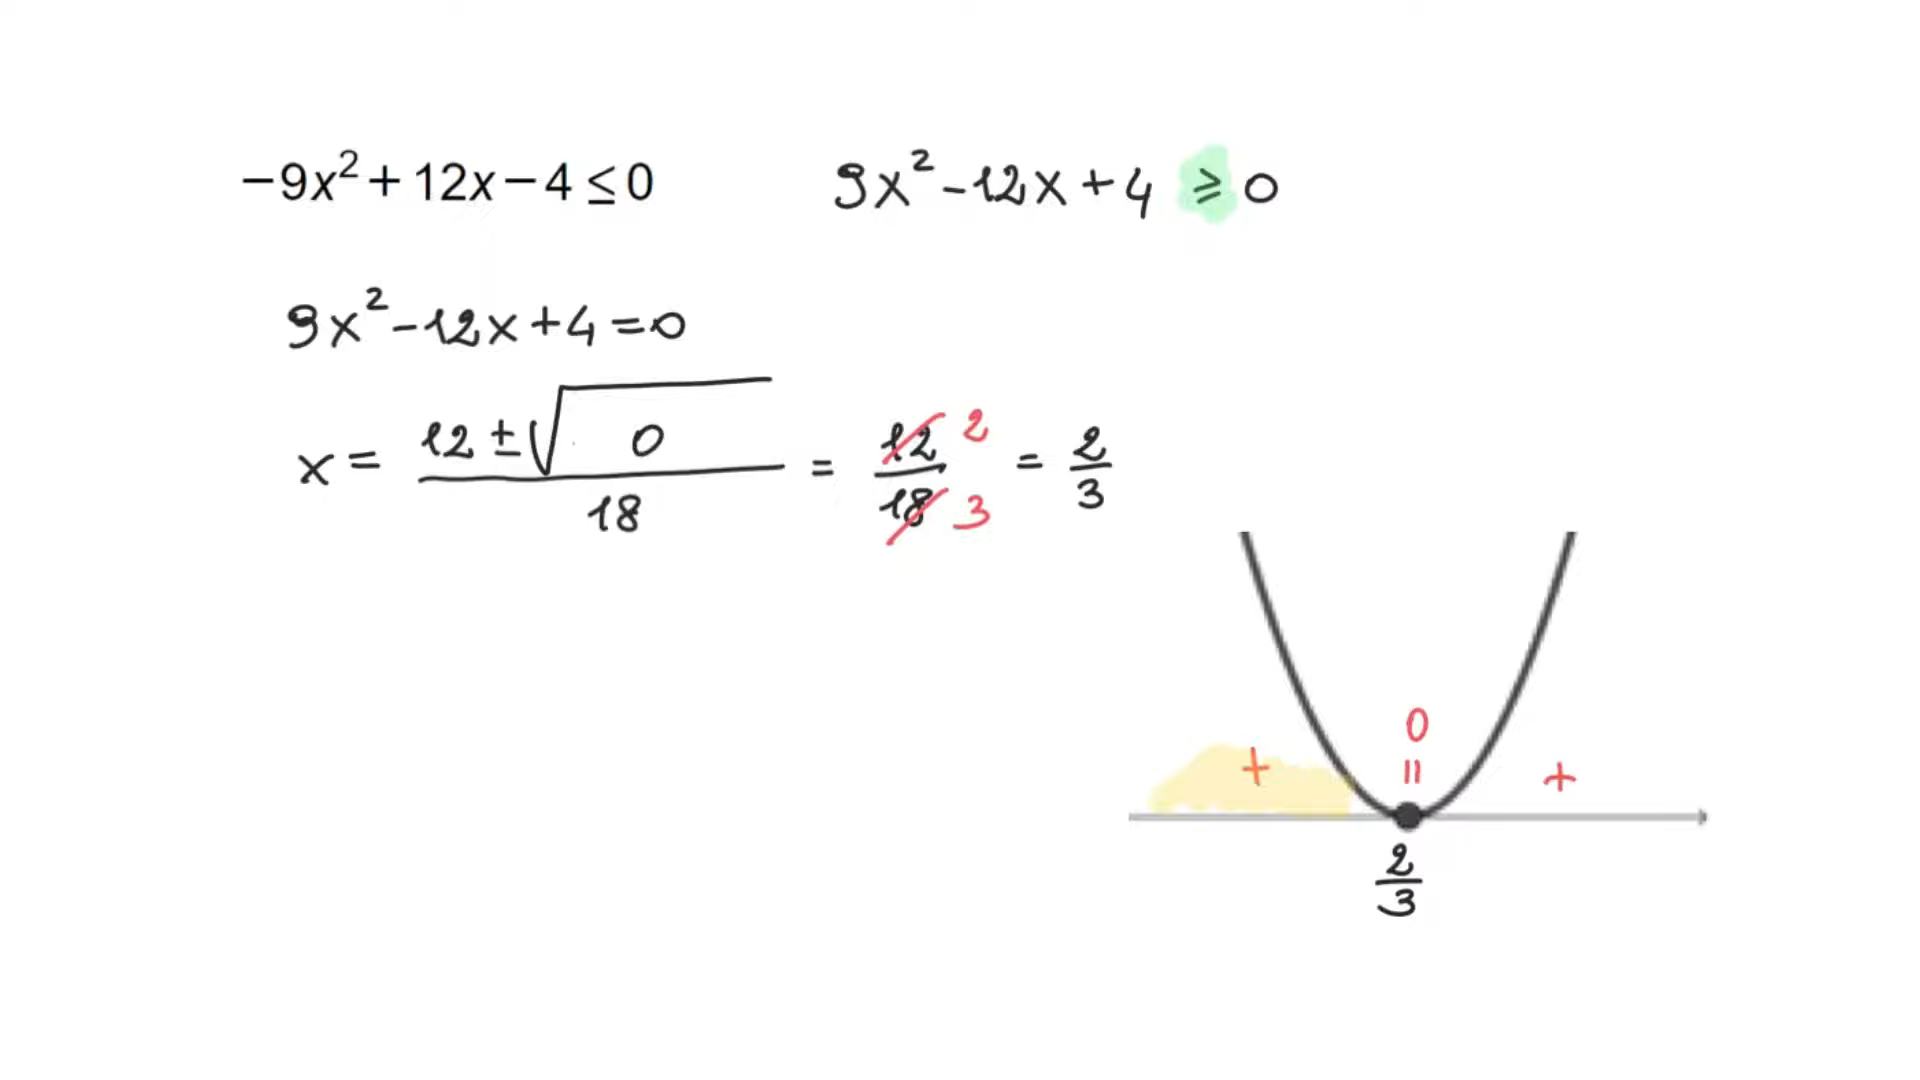 −9x²+12x−4≤0
9x²-12x+4 ≥ 0
9x²-12x+4=0
x = (12 ± √0)/18 = 12/18 2/3 = 2/3
0
=
+ +
2/3